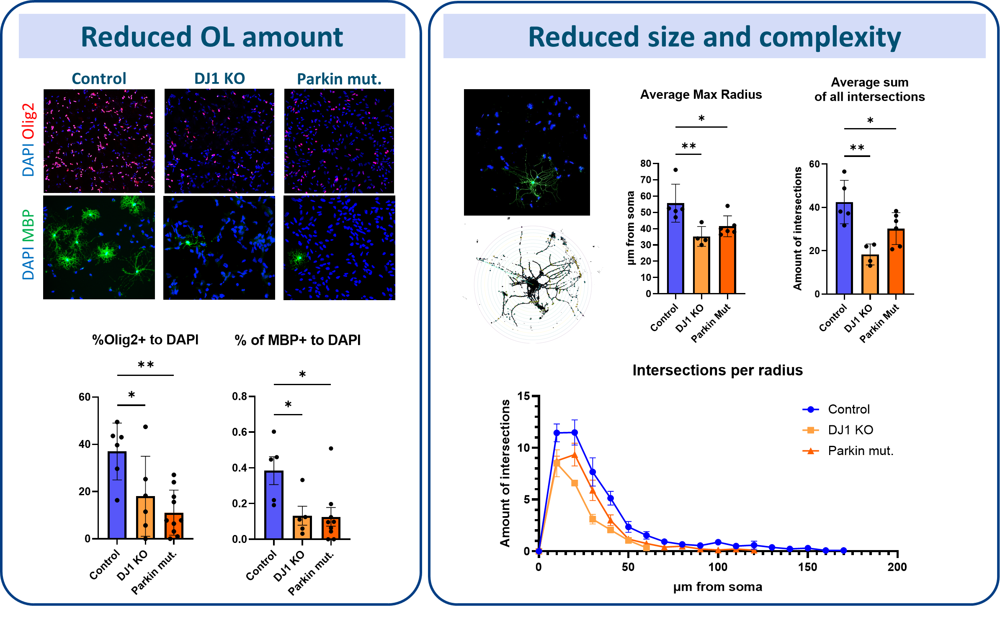 Reduced OL amount
Control
DJ1 KO
Parkin mut.
DAPI Olig2
DAPI MBP
%Olig2+ to DAPI
**
*
60
40
20
0
Control
DJ1 KO
Parkin mut.
% of MBP+ to DAPI
*
*
0.8
0.6
0.4
0.2
0.0
Control
DJ1 KO
Parkin mut.
Reduced size and complexity
Average Max Radius
*
**
µm from soma
80
70
60
50
40
30
20
10
0
Control
DJ1 KO
Parkin Mut
Average sum
of all intersections
*
**
Amount of intersections
60
40
20
0
Control
DJ1 KO
Parkin Mut
Intersections per radius
Amount of intersections
15
10
5
0
0
50
100
150
200
µm from soma
Control
DJ1 KO
Parkin mut.